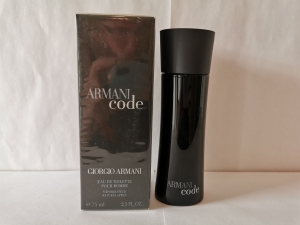 ARMANI
code
GIORGIO ARMANI
EAU DE TOILETTE
POUR HOMME
ARMANI
code